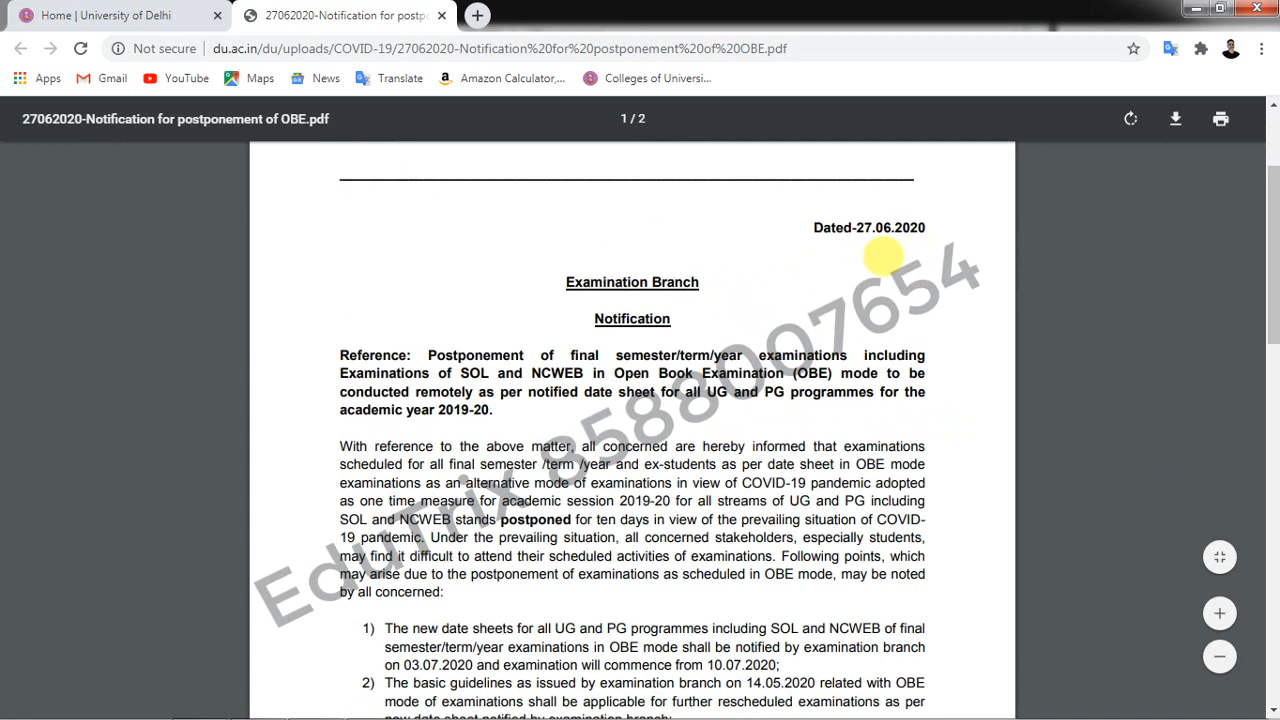 Home | University of Delhi
27062020-Notification for postpo
Not secure
du.ac.in/du/uploads/COVID-19/27062020-Notification%20for%20postponement%20of%20OBE.pdf
Apps
Gmail
YouTube
Maps
News
Translate
Amazon Calculator,...
Colleges of Universi...
27062020-Notification for postponement of OBE.pdf
1 / 2
Dated-27.06.2020
Examination Branch
Notification
Reference: Postponement of final semester/term/year examinations including
Examinations of SOL and NCWEB in Open Book Examination (OBE) mode to be
conducted remotely as per notified date sheet for all UG and PG programmes for the
academic year 2019-20.
With reference to the above matter, all concerned are hereby informed that examinations
scheduled for all final semester /term /year and ex-students as per date sheet in OBE mode
examinations as an alternative mode of examinations in view of COVID-19 pandemic adopted
as one time measure for academic session 2019-20 for all streams of UG and PG including
SOL and NCWEB stands postponed for ten days in view of the prevailing situation of COVID-
19 pandemic. Under the prevailing situation, all concerned stakeholders, especially students,
may find it difficult to attend their scheduled activities of examinations. Following points, which
may arise due to the postponement of examinations as scheduled in OBE mode, may be noted
by all concerned:
1) The new date sheets for all UG and PG programmes including SOL and NCWEB of final
semester/term/year examinations in OBE mode shall be notified by examination branch
on 03.07.2020 and examination will commence from 10.07.2020;
2) The basic guidelines as issued by examination branch on 14.05.2020 related with OBE
mode of examinations shall be applicable for further rescheduled examinations as per
new date sheet notified by examination branch;
EduTrix 8588007654